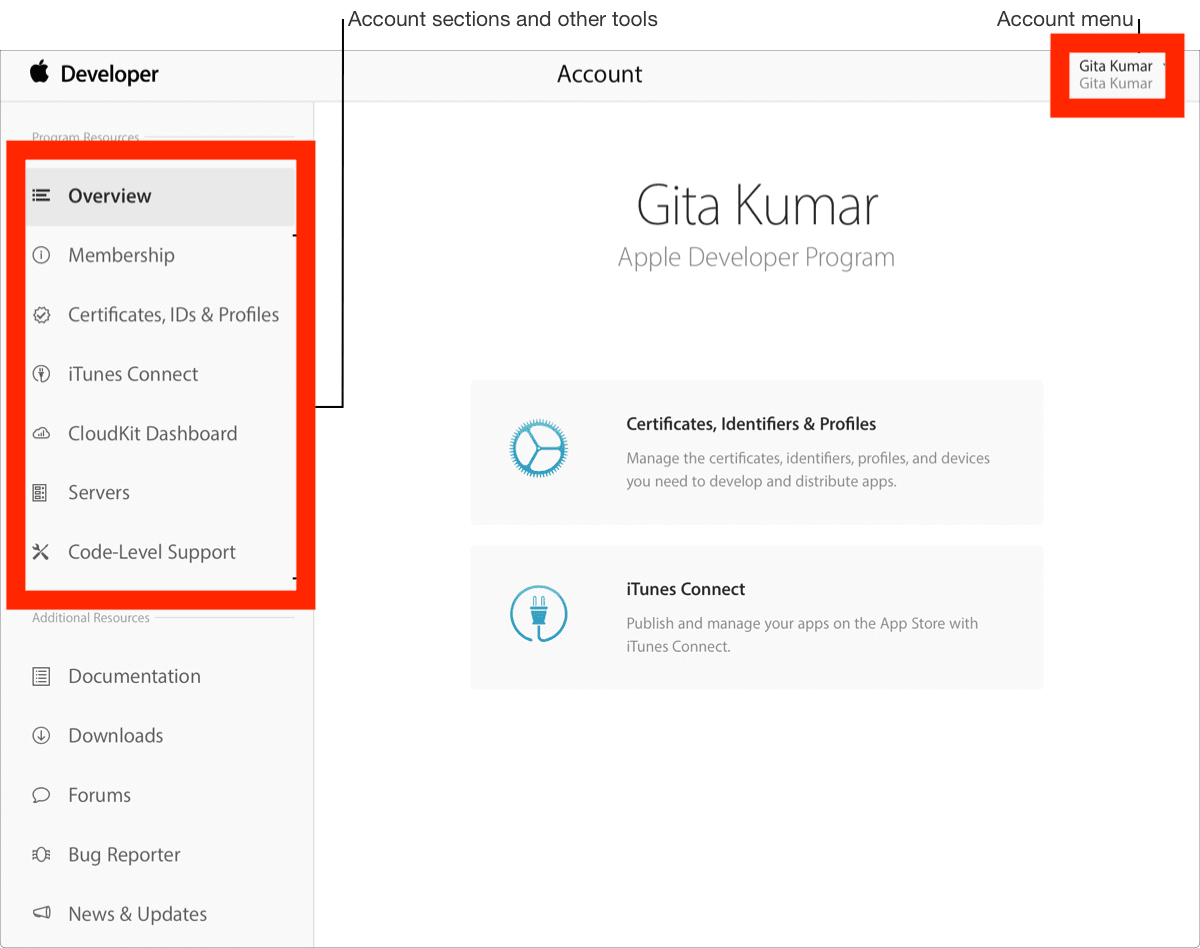 Account sections and other tools
Account menu
Developer
Account
Gita Kumar
Gita Kumar
Program Resources
Overview
Membership
Certificates, IDs & Profiles
iTunes Connect
CloudKit Dashboard
Servers
Code-Level Support
Additional Resources
Documentation
Downloads
Forums
Bug Reporter
News & Updates
Gita Kumar
Apple Developer Program
Certificates, Identifiers & Profiles
Manage the certificates, identifiers, profiles, and devices
you need to develop and distribute apps.
iTunes Connect
Publish and manage your apps on the App Store with
iTunes Connect.